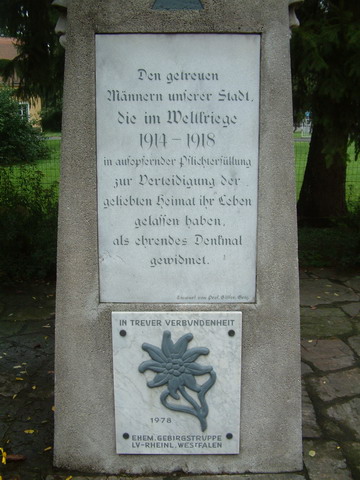 Den getreuen
Männern unserer Stadt,
die im Weltkriege
1914-1918
in aufopfernder Pflichterfüllung
zur Verteidigung der
geliebten Heimat ihr Leben
gelassen haben,
als ehrendes Denkmal
gewidmet.
IN TREUER VERBUNDENHEIT
1978
EHEM. GEBIRGSTRUPPE
LV-RHEINL. WESTFALEN